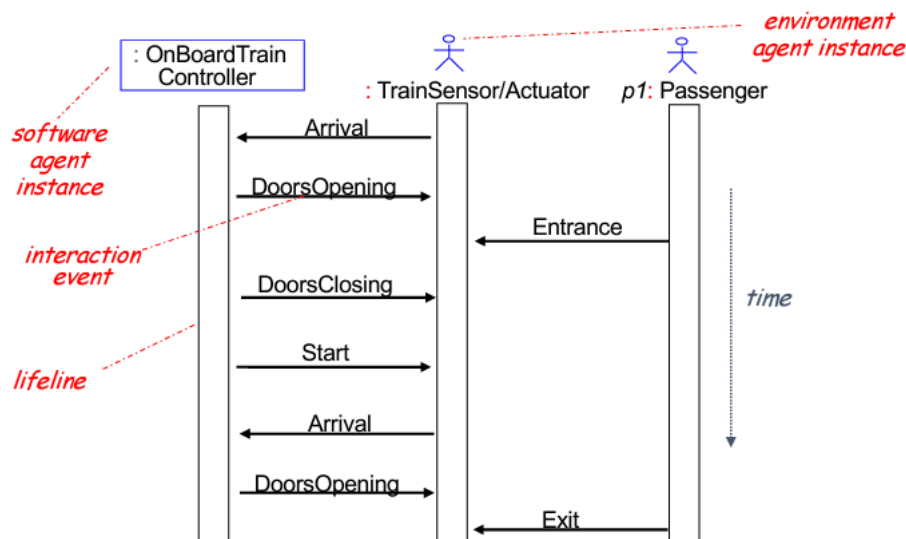 environment
agent instance
: OnBoardTrain
Controller
: TrainSensor/Actuator
p1: Passenger
software
agent
instance
Arrival
DoorsOpening
Entrance
interaction
event
DoorsClosing
time
Start
lifeline
Arrival
DoorsOpening
Exit